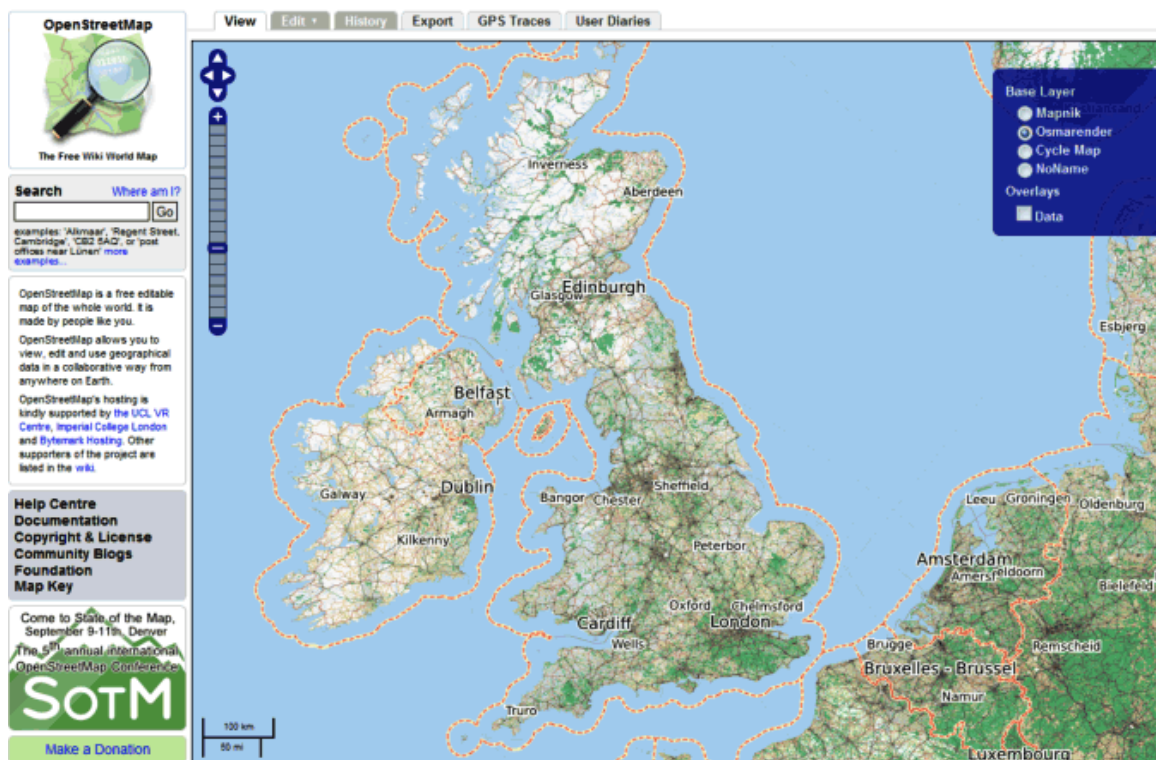 OpenStreetMap
The Free Wiki World Map
View
Edit
History
Export
GPS Traces
User Diaries
Search
Where am I?
Go
examples: 'Alkmaar', 'Regent Street,
Cambridge', 'CB2 5AQ', or 'post
offices near Lünen' more
examples...
OpenStreetMap is a free editable
map of the whole world. It is
made by people like you.
OpenStreetMap allows you to
view, edit and use geographical
data in a collaborative way from
anywhere on Earth.
OpenStreetMap's hosting is
kindly supported by the UCL VR
Centre, Imperial College London
and Bytemark Hosting. Other
supporters of the project are
listed in the wiki.
Help Centre
Documentation
Copyright & License
Community Blogs
Foundation
Map Key
Come to State of the Map,
September 9-11th, Denver
The 5th annual international
OpenStreetMap Conference
SOTM
Make a Donation
Base Layer
Mapnik
Osmarender
Cycle Map
NoName
Overlays
Data
Inverness
Aberdeen
Edinburgh
Glasgow
Esbjerg
Belfast
Armagh
Galway
Dublin
Kilkenny
Bangor
Chester
Sheffield
Leeu
Groningen
Oldenburg
Peterbor
Amsterdam
Amersf
eldoorn
Bielefeld
Oxford
Chelmsford
Cardiff
London
Wells
Brugge
Remscheid
Bruxelles - Brussel
Namur
Truro
Luxembourg
100 km
50 mi